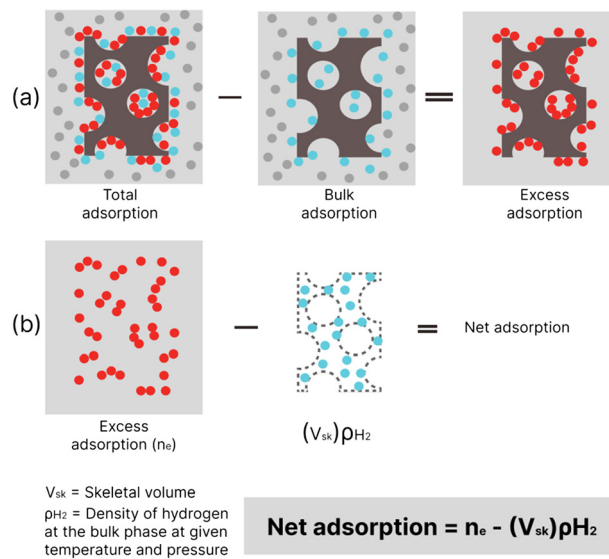 (a)
Total
adsorption
Bulk
adsorption
Excess
adsorption
(b)
Excess
adsorption (nₑ)
(Vsk)ρH₂
Net adsorption
Vsk = Skeletal volume
ρH₂ = Density of hydrogen
at the bulk phase at given
temperature and pressure
Net adsorption = nₑ - (Vsk)ρH₂